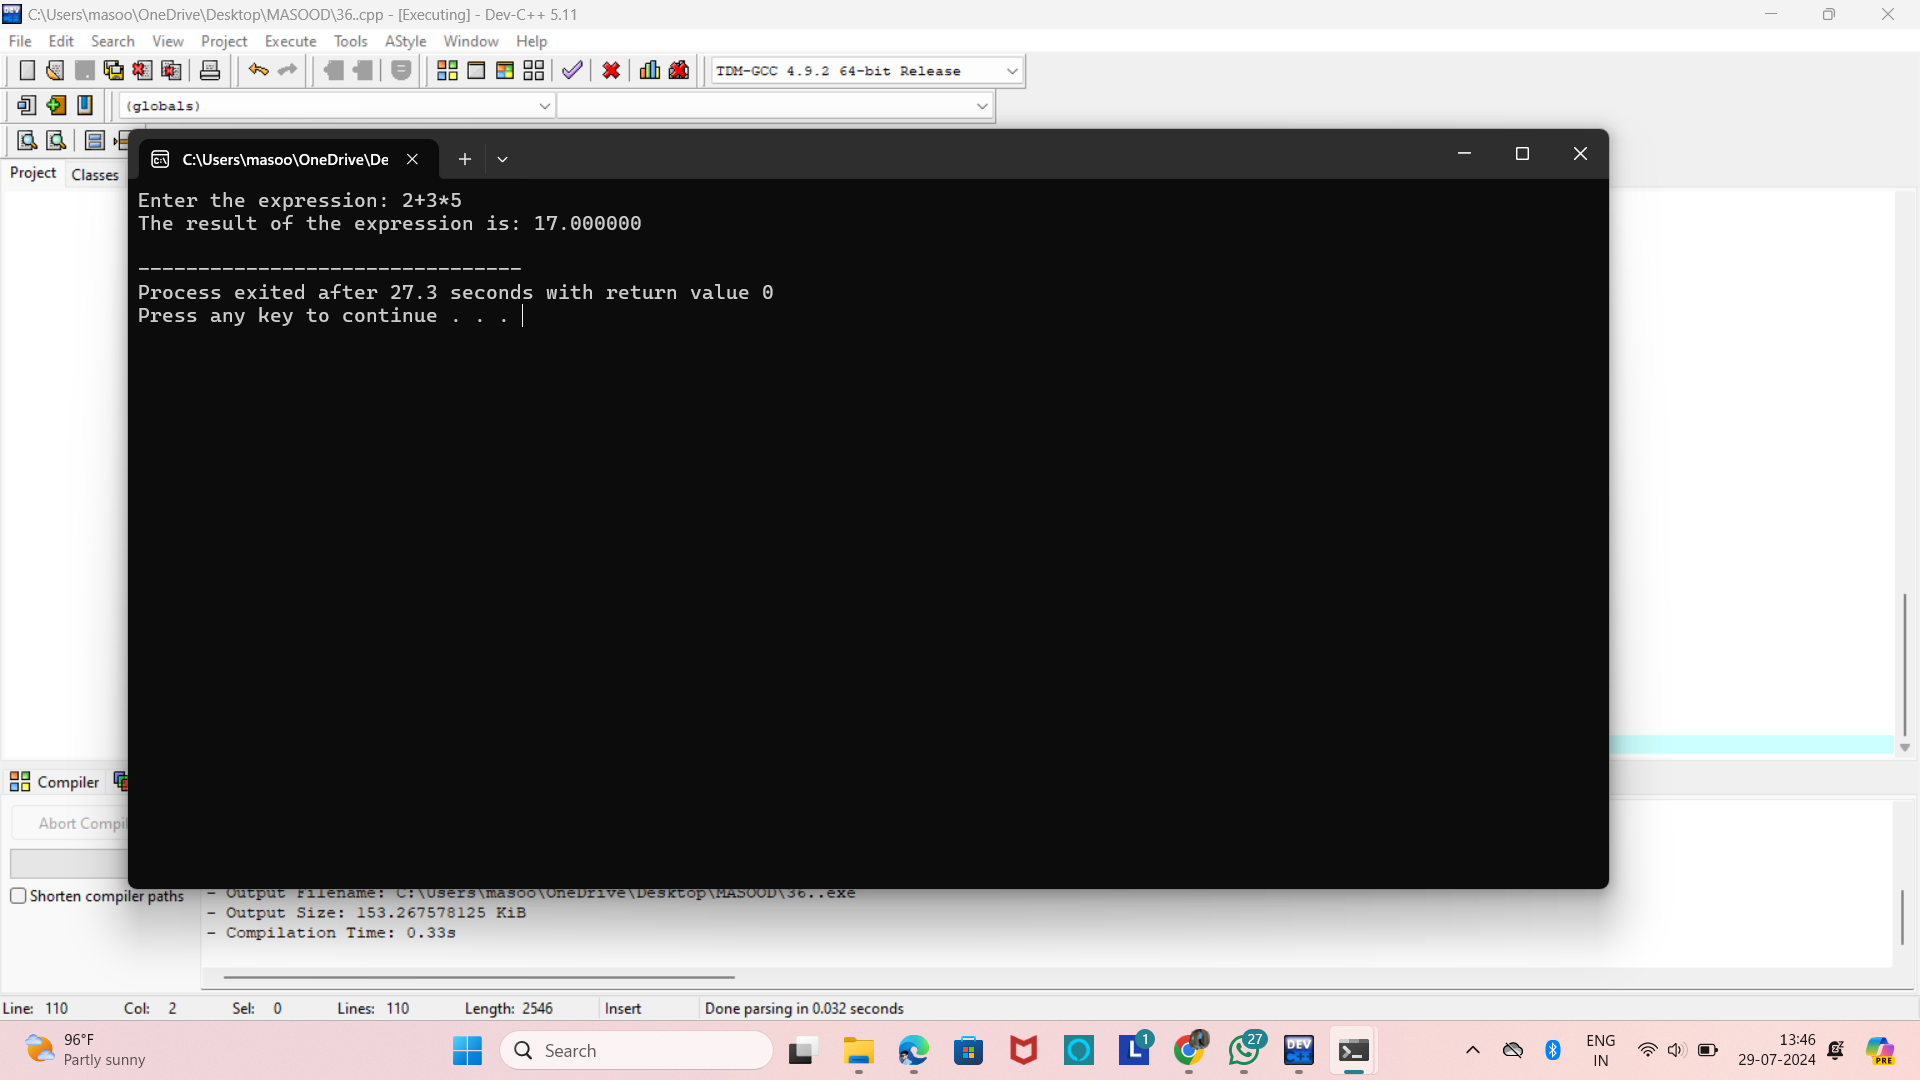 C:\Users\masoo\OneDrive\Desktop\MASOOD\36..cpp - [Executing] - Dev-C++ 5.11
File Edit Search View Project Execute Tools AStyle Window Help
TDM-GCC 4.9.2 64-bit Release
(globals)
C:\Users\masoo\OneDrive\De
Project Classes
Enter the expression: 2+3*5
The result of the expression is: 17.000000
--------------------------------
Process exited after 27.3 seconds with return value 0
Press any key to continue . . .
Compiler
Abort Compil
Shorten compiler paths
- Output Filename: C:\Users\masoo\OneDrive\Desktop\MASOOD\36..exe
- Output Size: 153.267578125 KiB
- Compilation Time: 0.33s
Line: 110 Col: 2 Sel: 0 Lines: 110 Length: 2546 Insert Done parsing in 0.032 seconds
96°F
Partly sunny
Search
L
1
27
DEV
C++
ENG
IN
13:46
29-07-2024
PRE